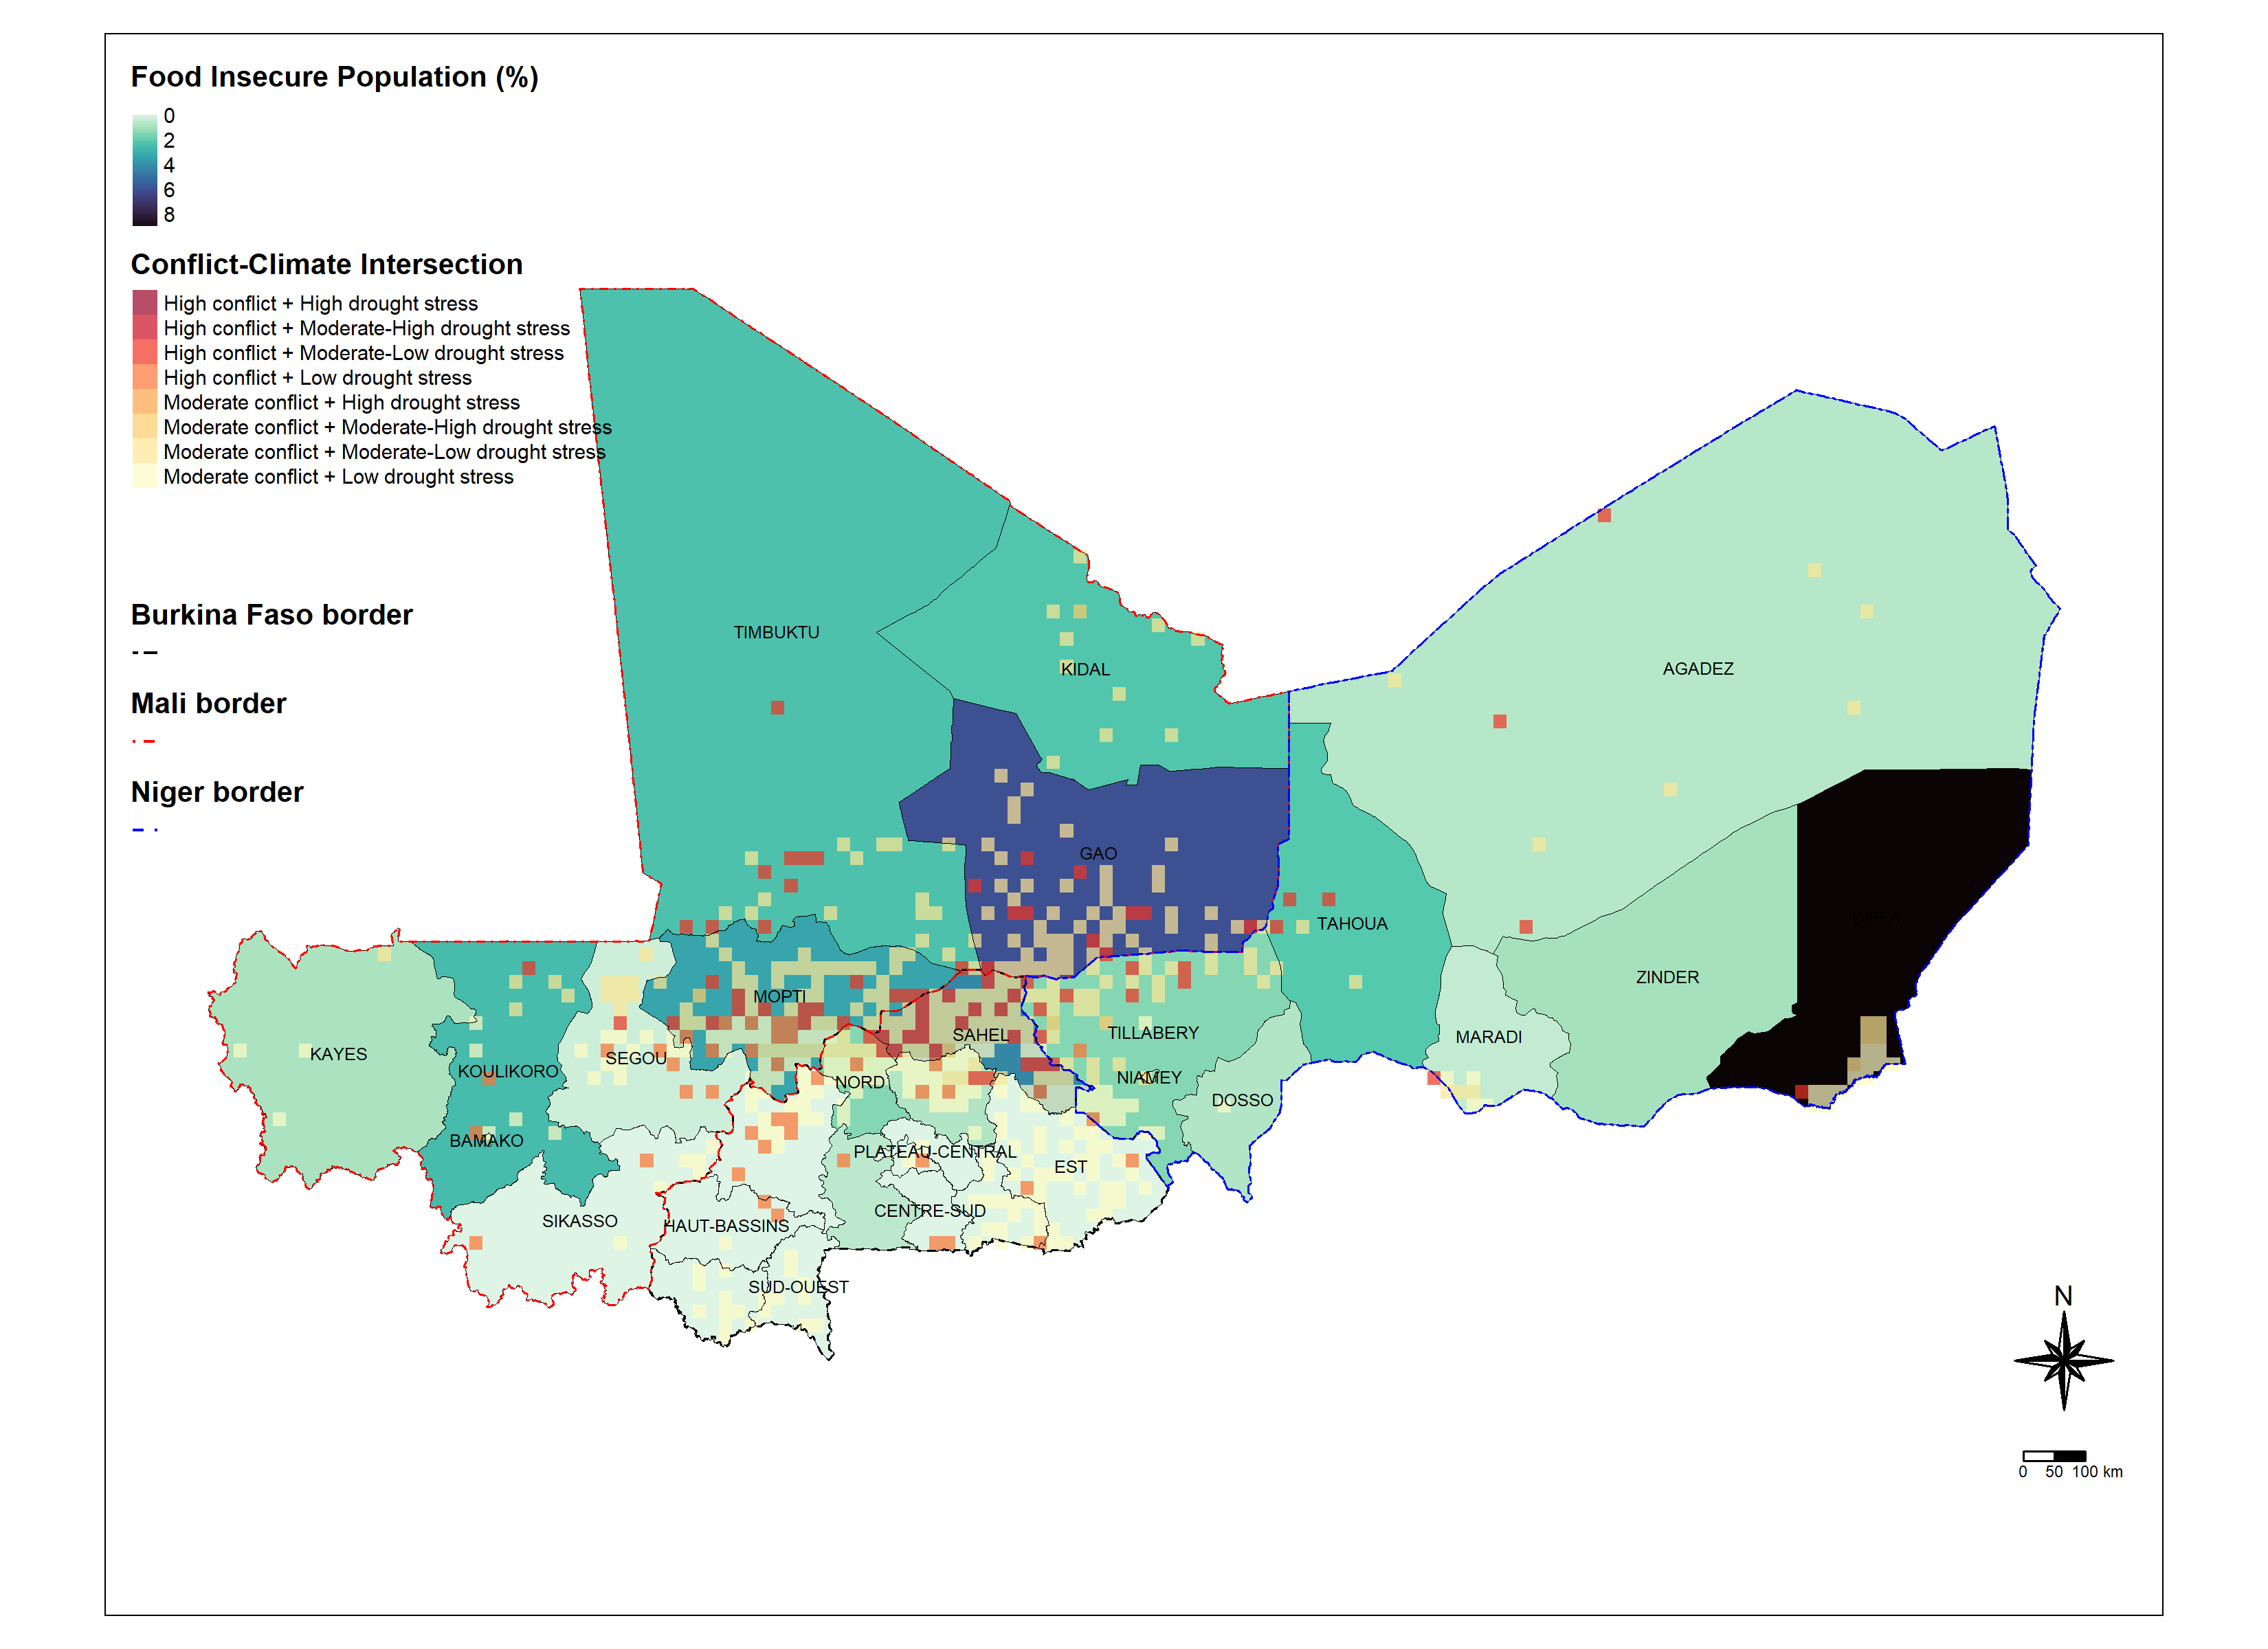 Food Insecure Population (%)
0
2
4
6
8
Conflict-Climate Intersection
High conflict + High drought stress
High conflict + Moderate-High drought stress
High conflict + Moderate-Low drought stress
High conflict + Low drought stress
Moderate conflict + High drought stress
Moderate conflict + Moderate-High drought stress
Moderate conflict + Moderate-Low drought stress
Moderate conflict + Low drought stress
Burkina Faso border
Mali border
Niger border
TIMBUKTU
KIDAL
AGADEZ
GAO
DIFFA
TAHOUA
ZINDER
MOPTI
TILLABERY
SAHEL
MARADI
KAYES
SEGOU
KOULIKORO
NIAMEY
NORD
DOSSO
BAMAKO
PLATEAU-CENTRAL
EST
CENTRE-SUD
SIKASSO
HAUT-BASSINS
SUD-OUEST
N
0 50 100 km